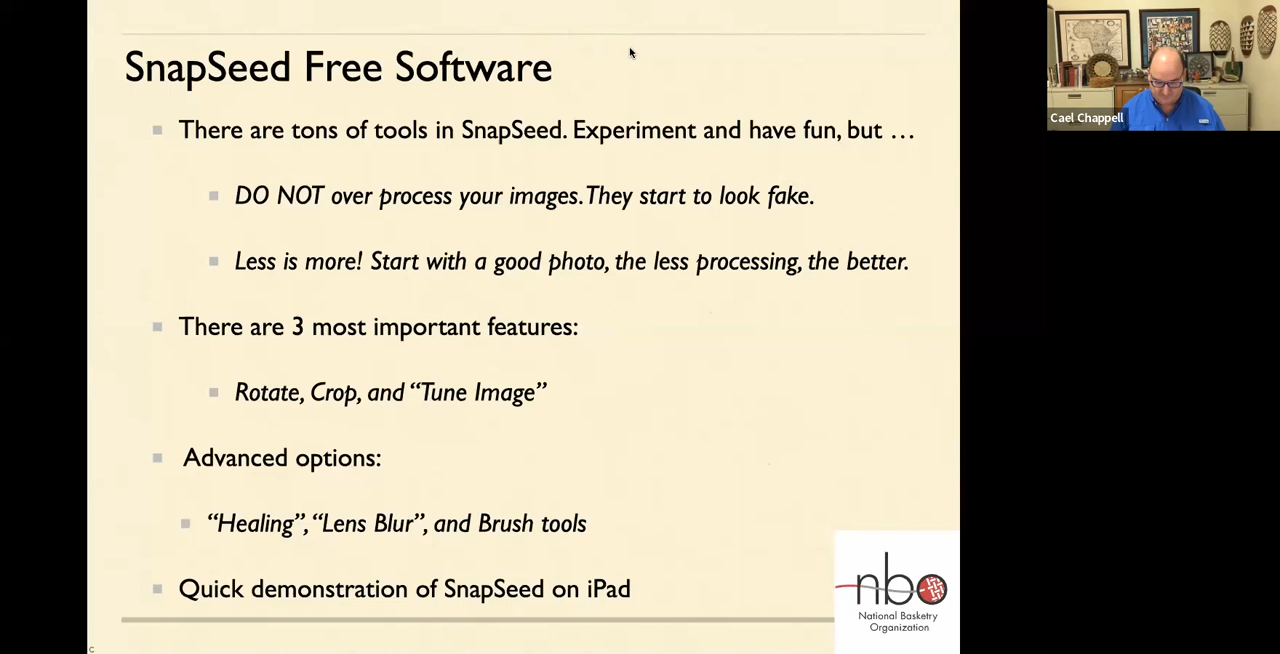 SnapSeed Free Software
There are tons of tools in SnapSeed. Experiment and have fun, but …
DO NOT over process your images. They start to look fake.
Less is more! Start with a good photo, the less processing, the better.
There are 3 most important features:
Rotate, Crop, and “Tune Image”
Advanced options:
“Healing”, “Lens Blur”, and Brush tools
Quick demonstration of SnapSeed on iPad
nbo
National Basketry
Organization
C
Cael Chappell